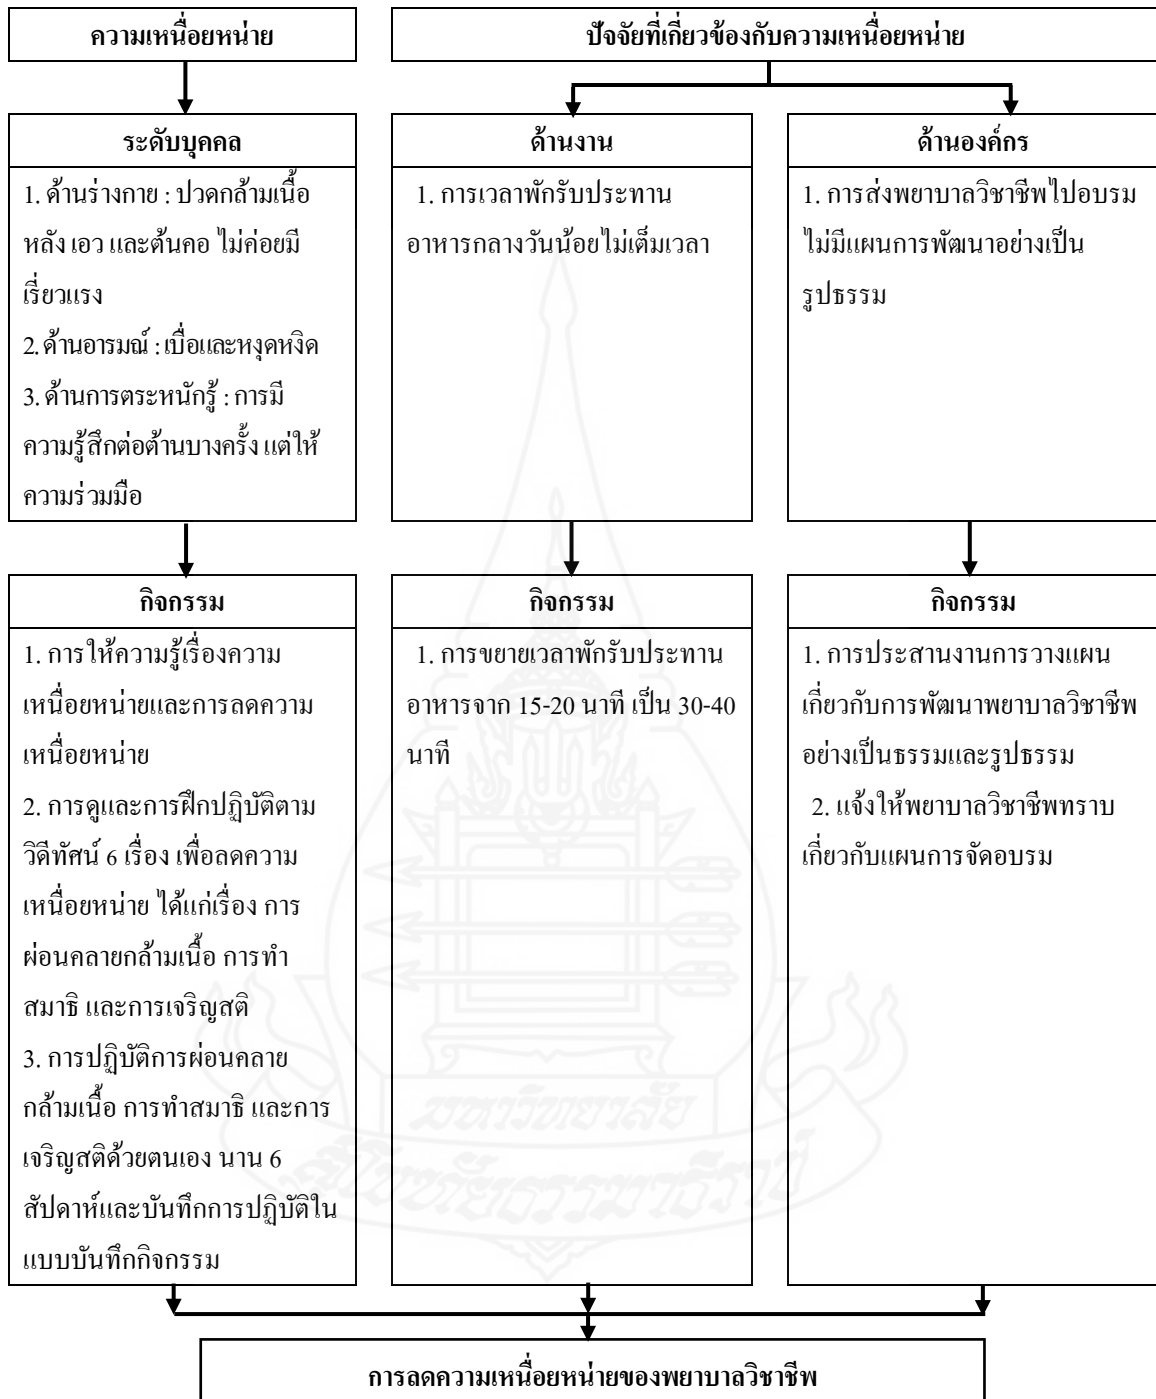 ความเหนื่อยหน่าย
ปัจจัยที่เกี่ยวข้องกับความเหนื่อยหน่าย
ระดับบุคคล
1. ด้านร่างกาย : ปวดกล้ามเนื้อ
หลัง เอว และต้นคอ ไม่ค่อยมี
เรี่ยวแรง
2. ด้านอารมณ์ : เบื่อและหงุดหงิด
3. ด้านการตระหนักรู้ : การมี
ความรู้สึกต่อต้านบางครั้ง แต่ให้
ความร่วมมือ
ด้านงาน
1. การเวลาพักรับประทาน
อาหารกลางวันน้อยไม่เต็มเวลา
ด้านองค์กร
1. การส่งพยาบาลวิชาชีพไปอบรม
ไม่มีแผนการพัฒนาอย่างเป็น
รูปธรรม
กิจกรรม
1. การให้ความรู้เรื่องความ
เหนื่อยหน่ายและการลดความ
เหนื่อยหน่าย
2. การดูและการฝึกปฏิบัติตาม
วิดีทัศน์ 6 เรื่อง เพื่อลดความ
เหนื่อยหน่าย ได้แก่เรื่อง การ
ผ่อนคลายกล้ามเนื้อ การทำ
สมาธิ และการเจริญสติ
3. การปฏิบัติการผ่อนคลาย
กล้ามเนื้อ การทำสมาธิ และการ
เจริญสติด้วยตนเอง นาน 6
สัปดาห์และบันทึกการปฏิบัติใน
แบบบันทึกกิจกรรม
กิจกรรม
1. การขยายเวลาพักรับประทาน
อาหารจาก 15-20 นาที เป็น 30-40
นาที
กิจกรรม
1. การประสานงานการวางแผน
เกี่ยวกับการพัฒนาพยาบาลวิชาชีพ
อย่างเป็นธรรมและรูปธรรม
2. แจ้งให้พยาบาลวิชาชีพทราบ
เกี่ยวกับแผนการจัดอบรม
มหาวิทยาลัย
สุโขทัยธรรมาธิราช
การลดความเหนื่อยหน่ายของพยาบาลวิชาชีพ